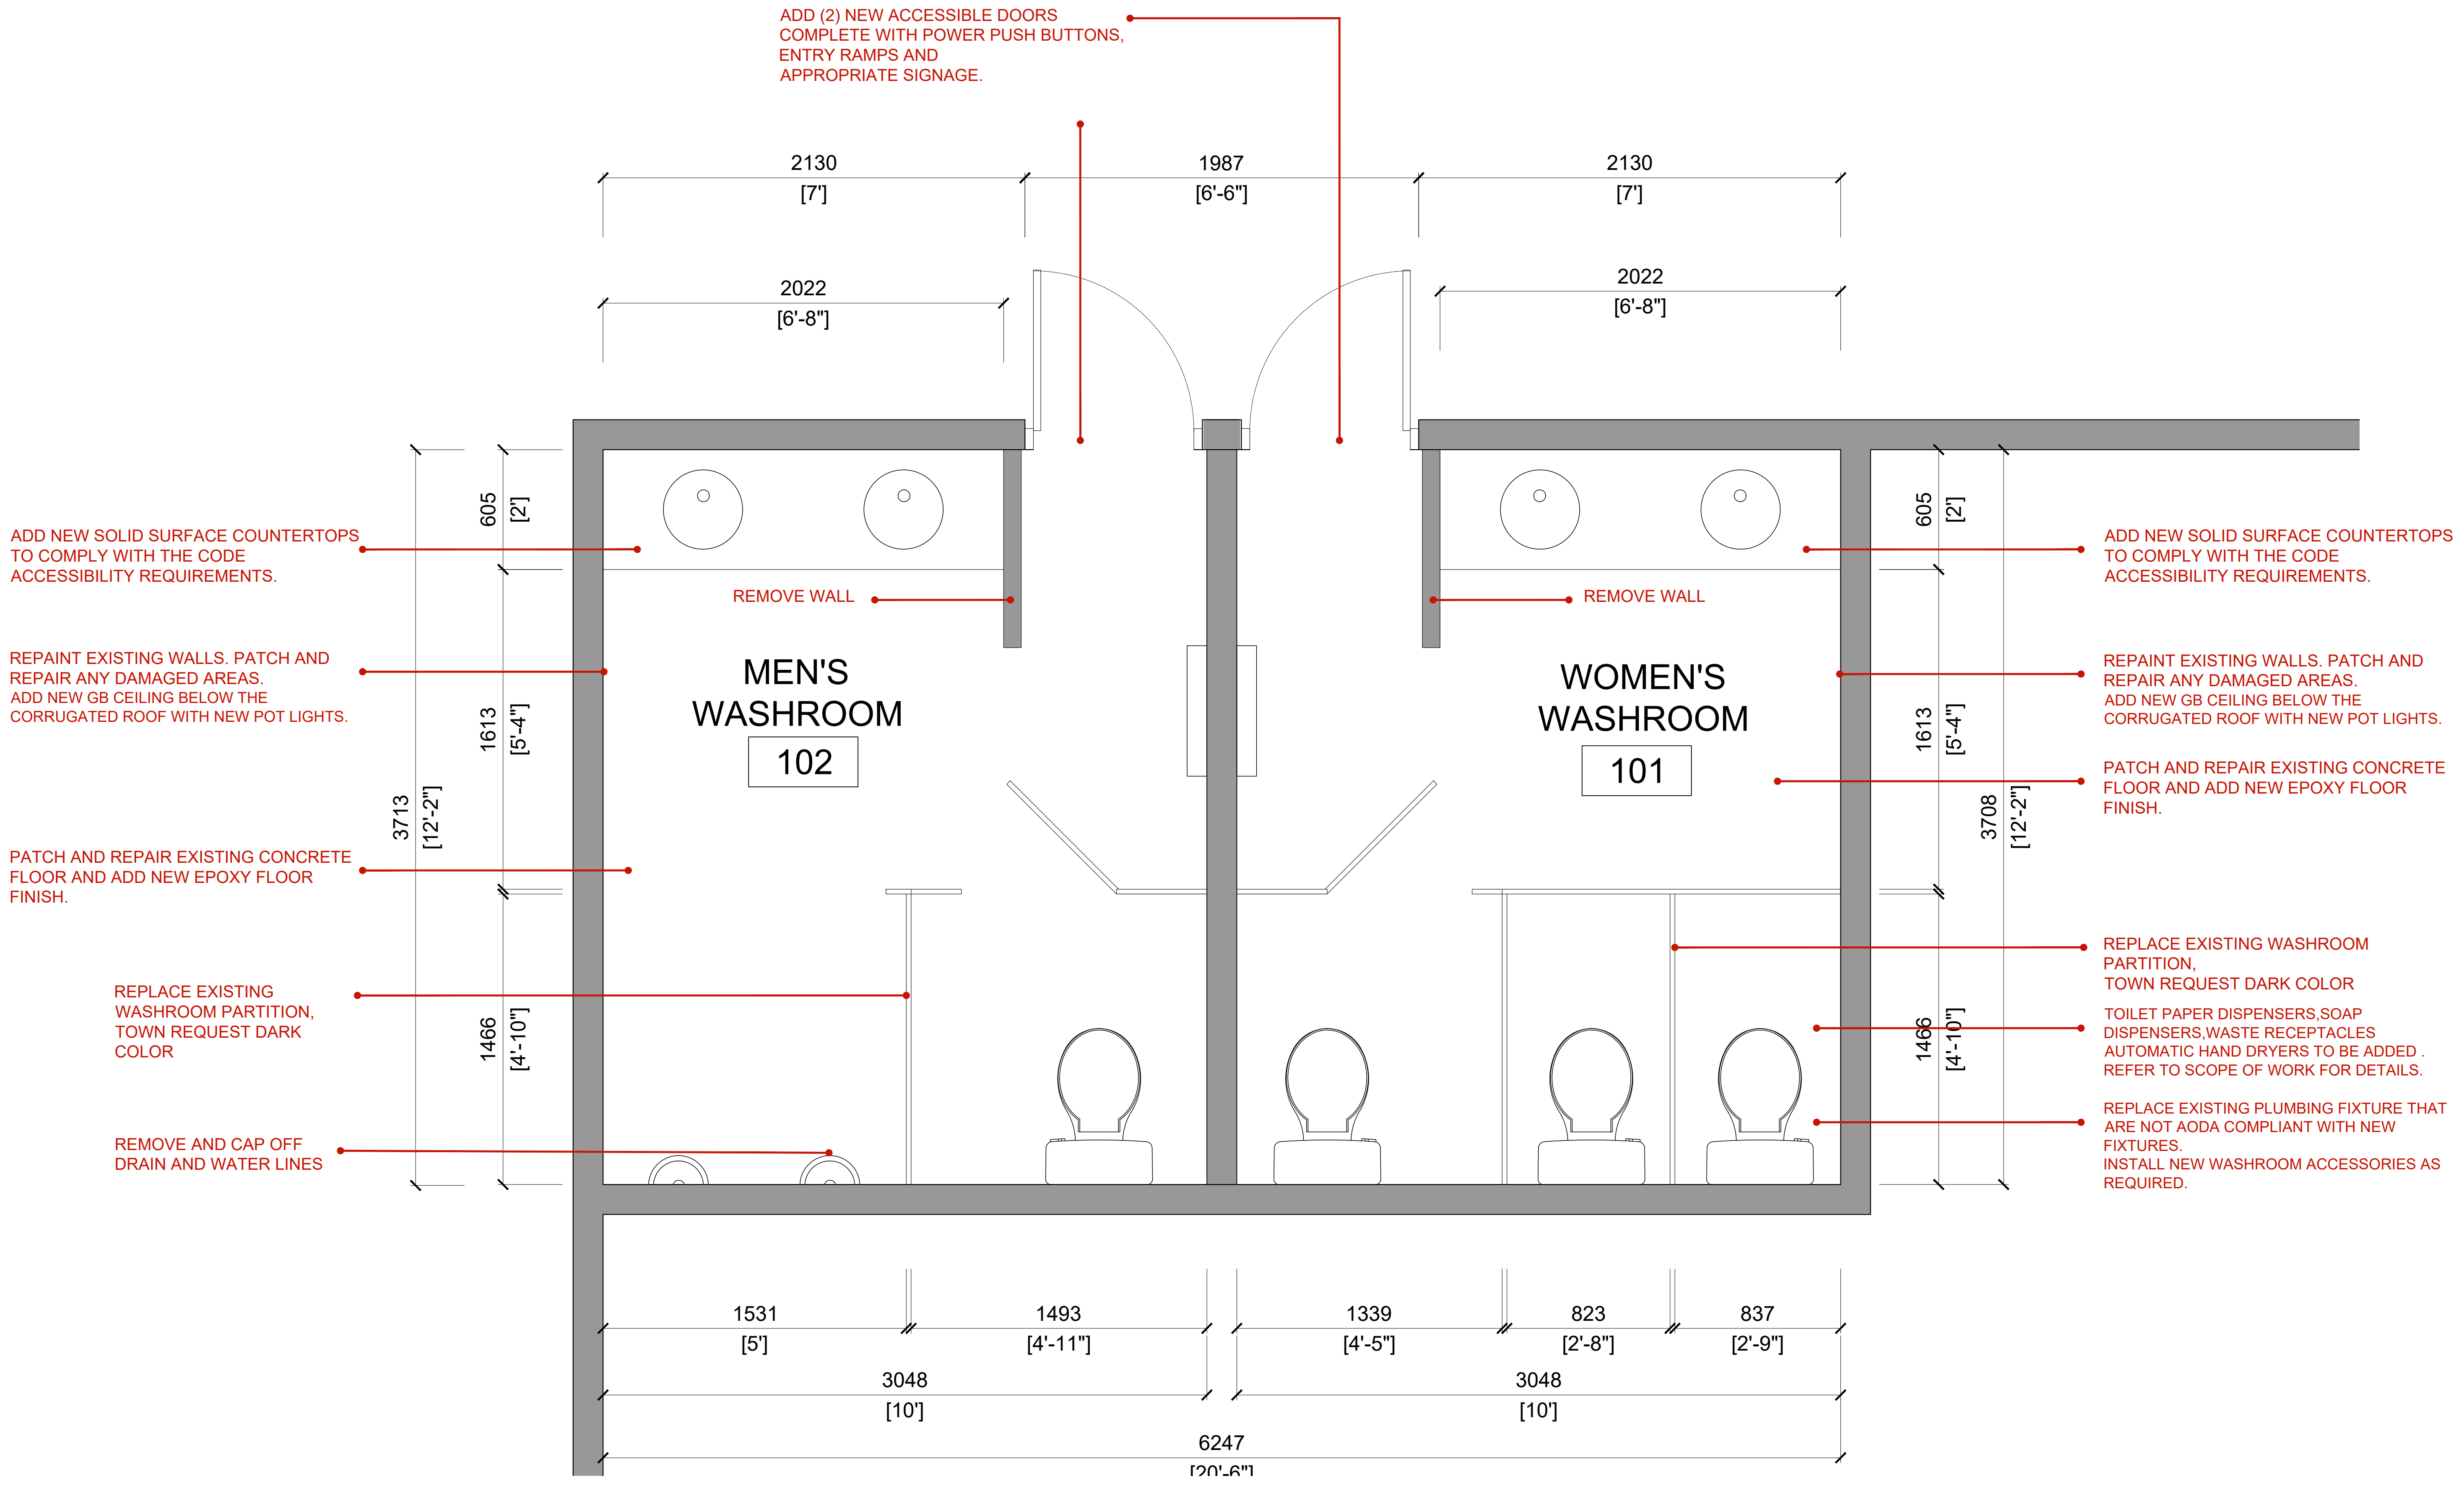 ADD (2) NEW ACCESSIBLE DOORS
COMPLETE WITH POWER PUSH BUTTONS,
ENTRY RAMPS AND
APPROPRIATE SIGNAGE.
2130
[7']
1987
[6'-6"]
2130
[7']
2022
[6'-8"]
2022
[6'-8"]
605
[2']
1613
[5'-4"]
1466
[4'-10"]
3713
[12'-2"]
ADD NEW SOLID SURFACE COUNTERTOPS
TO COMPLY WITH THE CODE
ACCESSIBILITY REQUIREMENTS.
REPAINT EXISTING WALLS. PATCH AND
REPAIR ANY DAMAGED AREAS.
ADD NEW GB CEILING BELOW THE
CORRUGATED ROOF WITH NEW POT LIGHTS.
PATCH AND REPAIR EXISTING CONCRETE
FLOOR AND ADD NEW EPOXY FLOOR
FINISH.
REPLACE EXISTING
WASHROOM PARTITION,
TOWN REQUEST DARK
COLOR
REMOVE AND CAP OFF
DRAIN AND WATER LINES
REMOVE WALL
MEN'S
WASHROOM
102
REMOVE WALL
WOMEN'S
WASHROOM
101
605
[2']
1613
[5'-4"]
1466
[4'-10"]
3708
[12'-2"]
ADD NEW SOLID SURFACE COUNTERTOPS
TO COMPLY WITH THE CODE
ACCESSIBILITY REQUIREMENTS.
REPAINT EXISTING WALLS. PATCH AND
REPAIR ANY DAMAGED AREAS.
ADD NEW GB CEILING BELOW THE
CORRUGATED ROOF WITH NEW POT LIGHTS.
PATCH AND REPAIR EXISTING CONCRETE
FLOOR AND ADD NEW EPOXY FLOOR
FINISH.
REPLACE EXISTING WASHROOM
PARTITION,
TOWN REQUEST DARK COLOR
TOILET PAPER DISPENSERS,SOAP
DISPENSERS,WASTE RECEPTACLES
AUTOMATIC HAND DRYERS TO BE ADDED .
REFER TO SCOPE OF WORK FOR DETAILS.
REPLACE EXISTING PLUMBING FIXTURE THAT
ARE NOT AODA COMPLIANT WITH NEW
FIXTURES.
INSTALL NEW WASHROOM ACCESSORIES AS
REQUIRED.
1531
[5']
1493
[4'-11"]
1339
[4'-5"]
823
[2'-8"]
837
[2'-9"]
3048
[10']
3048
[10']
6247
[20'-6"]